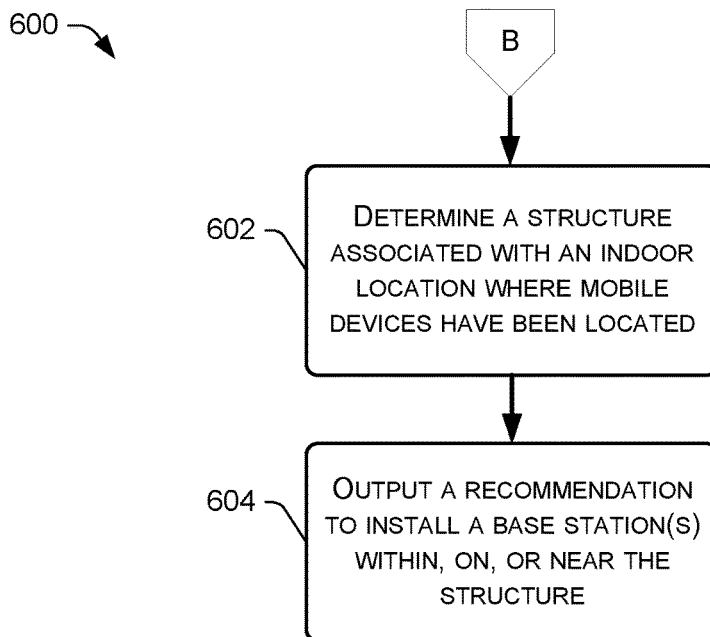 600
B
602
DETERMINE A STRUCTURE
ASSOCIATED WITH AN INDOOR
LOCATION WHERE MOBILE
DEVICES HAVE BEEN LOCATED
604
OUTPUT A RECOMMENDATION
TO INSTALL A BASE STATION(S)
WITHIN, ON, OR NEAR THE
STRUCTURE